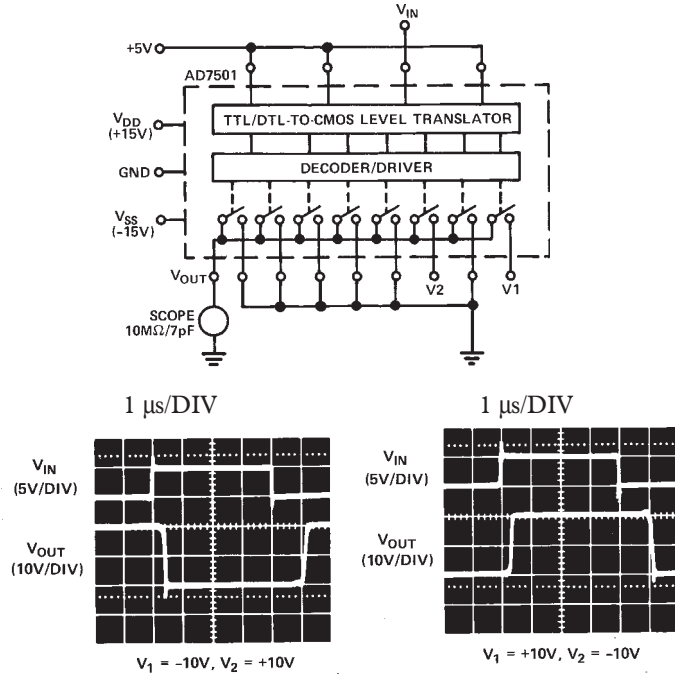 V_IN
+5V
AD7501
TTL/DTL-TO-CMOS LEVEL TRANSLATOR
V_DD
(+15V)
DECODER/DRIVER
GND
V_SS
(-15V)
V_OUT
V2
V1
SCOPE
10MΩ/7pF
1 μs/DIV
V_IN
(5V/DIV)
V_OUT
(10V/DIV)
V_1 = -10V, V_2 = +10V
1 μs/DIV
V_IN
(5V/DIV)
V_OUT
(10V/DIV)
V_1 = +10V, V_2 = -10V